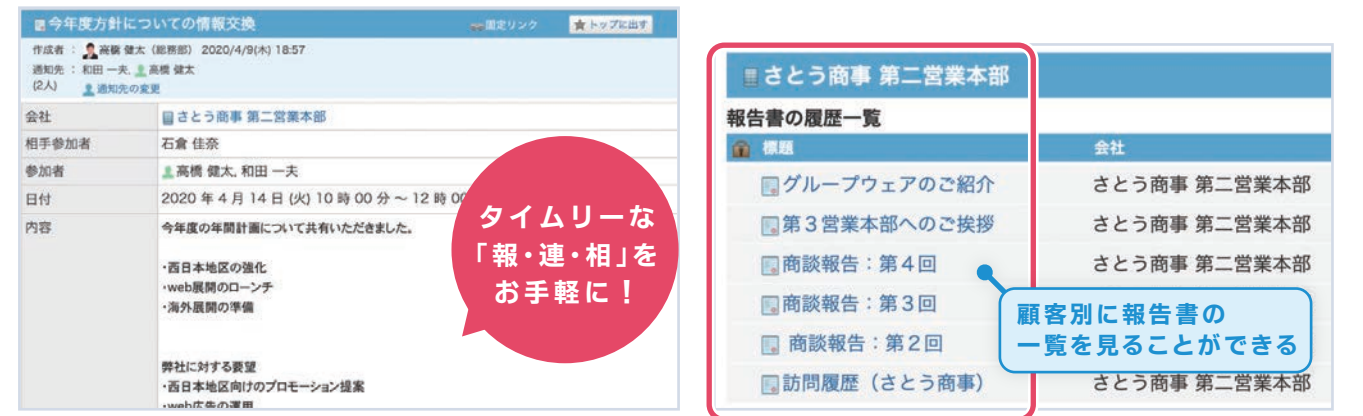 今年度方針についての情報交換
固定リンク
トップに出す
作成者 : 高橋 健太 (総務部) 2020/4/9(木) 18:57
通知先 : 和田 一夫, 高橋 健太
(2人) 通知先の変更
会社 さとう商事 第二営業本部
相手参加者 石倉 佳奈
参加者 高橋 健太, 和田 一夫
日付 2020 年 4 月 14 日 (火) 10 時 00 分 ~ 12 時 00
内容 今年度の年間計画について共有いただきました。
・西日本地区の強化
・web展開のローンチ
・海外展開の準備
弊社に対する要望
・西日本地区向けのプロモーション提案
・web広告の運用
タイムリーな
「報・連・相」を
お手軽に!
さとう商事 第二営業本部
報告書の履歴一覧
標題 会社
グループウェアのご紹介 さとう商事 第二営業本部
第3営業本部へのご挨拶 さとう商事 第二営業本部
商談報告:第4回 さとう商事 第二営業本部
商談報告:第3回
商談報告:第2回
訪問履歴(さとう商事) さとう商事 第二営業本部
顧客別に報告書の
一覧を見ることができる